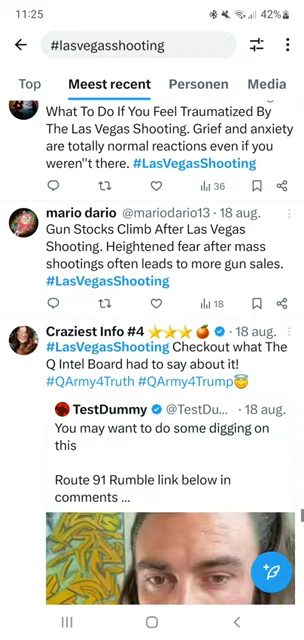 11:25 42%
#lasvegasshooting
Top Meest recent Personen Media
What To Do If You Feel Traumatized By
The Las Vegas Shooting. Grief and anxiety
are totally normal reactions even if you
weren"t there. #LasVegasShooting
36
mario dario @mariodario13 · 18 aug.
Gun Stocks Climb After Las Vegas
Shooting. Heightened fear after mass
shootings often leads to more gun sales.
#LasVegasShooting
18
Craziest Info #4 ⭐⭐⭐ 🍊 · 18 aug.
#LasVegasShooting Checkout what The
Q Intel Board had to say about it!
#QArmy4Truth #QArmy4Trump😇
TestDummy @TestDu... · 18 aug.
You may want to do some digging on
this
Route 91 Rumble link below in
comments ...